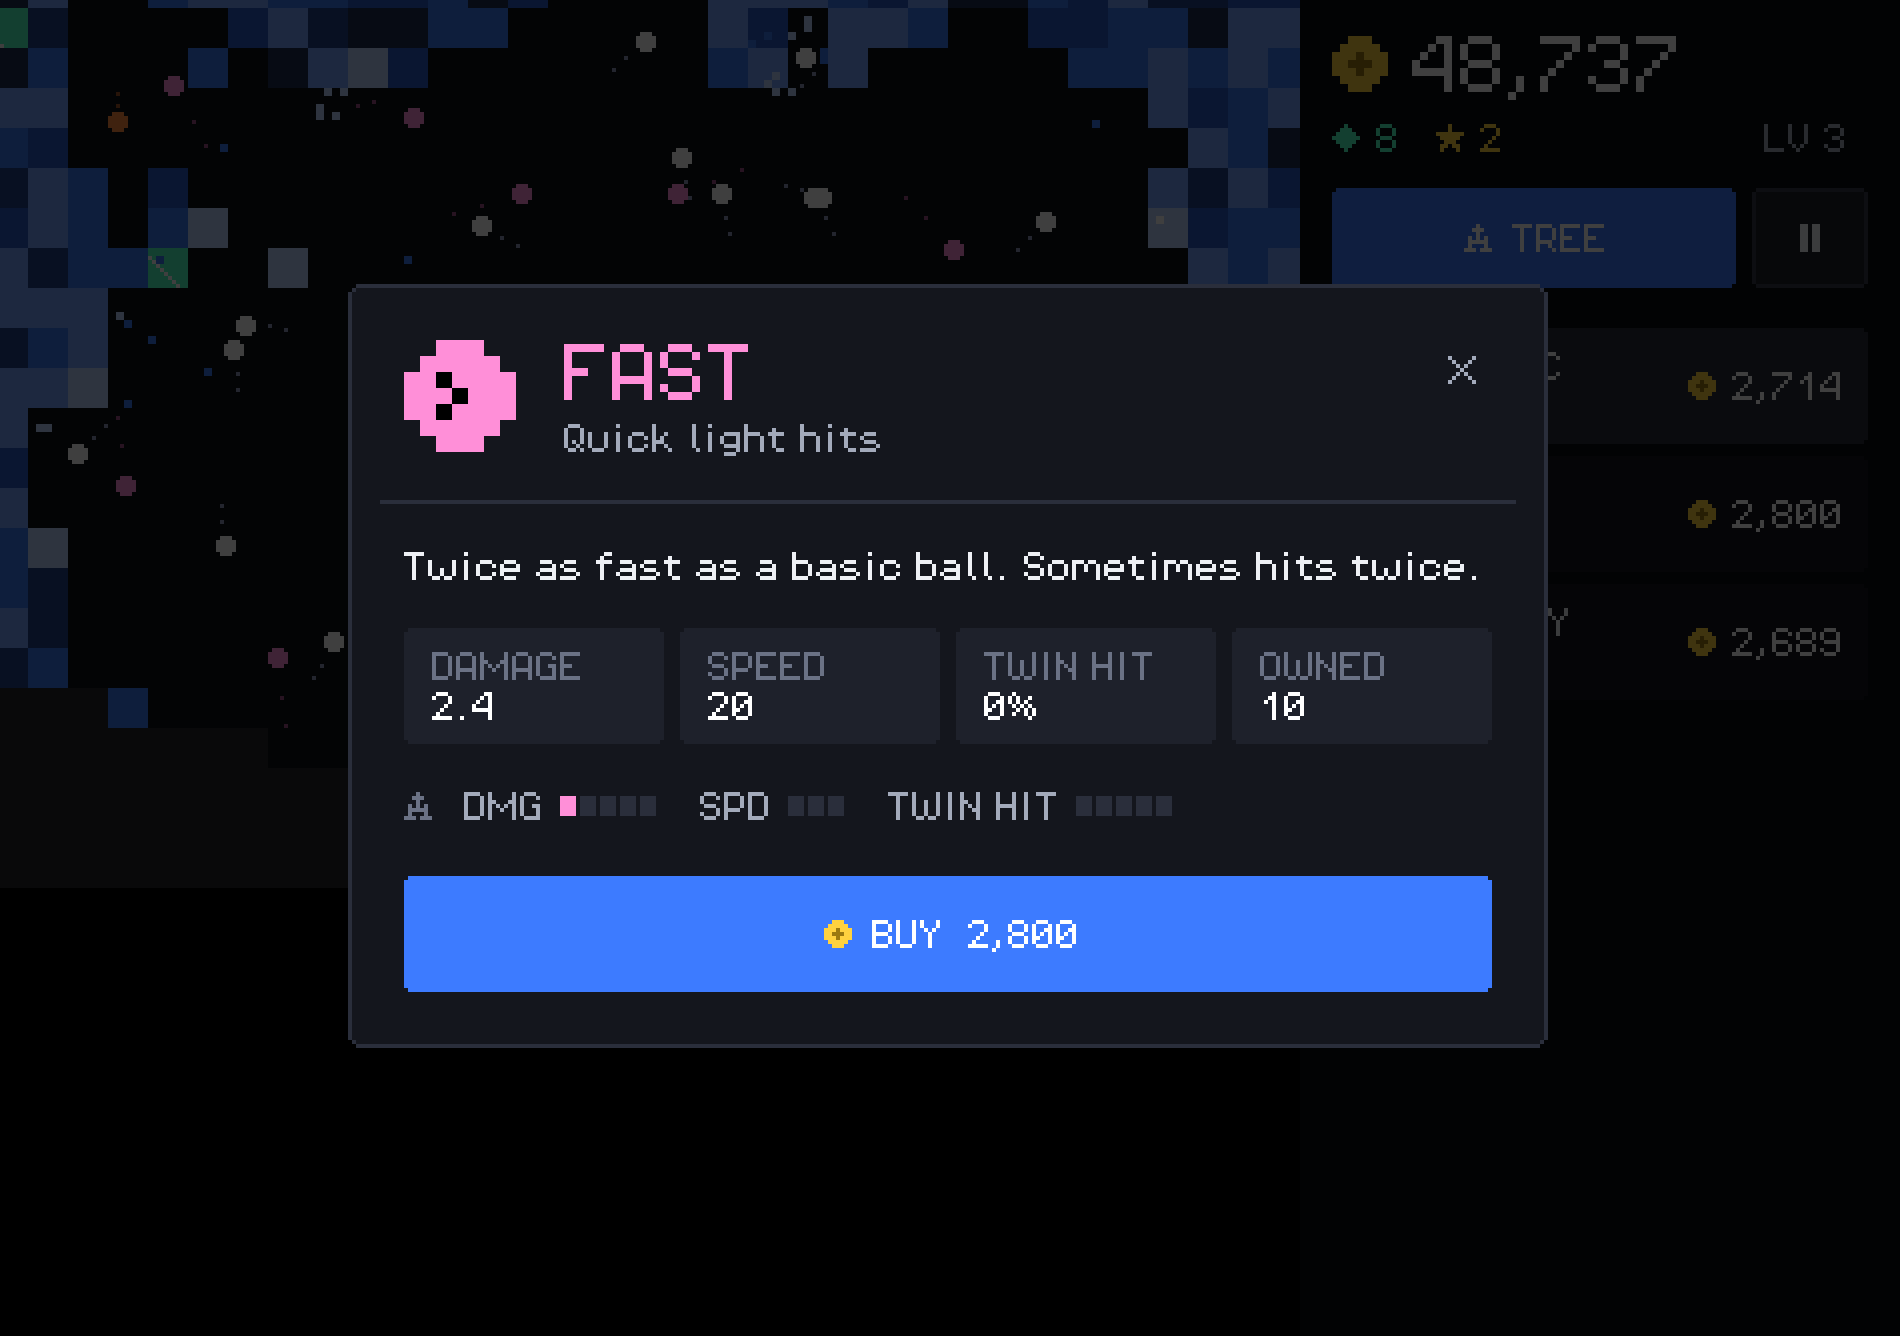 48,737
8 2 LV 3
TREE
FAST
Quick light hits
2,714
2,800
2,689
Twice as fast as a basic ball. Sometimes hits twice.
DAMAGE SPEED TWIN HIT OWNED
2.4 20 0% 10
DMG SPD TWIN HIT
BUY 2,800